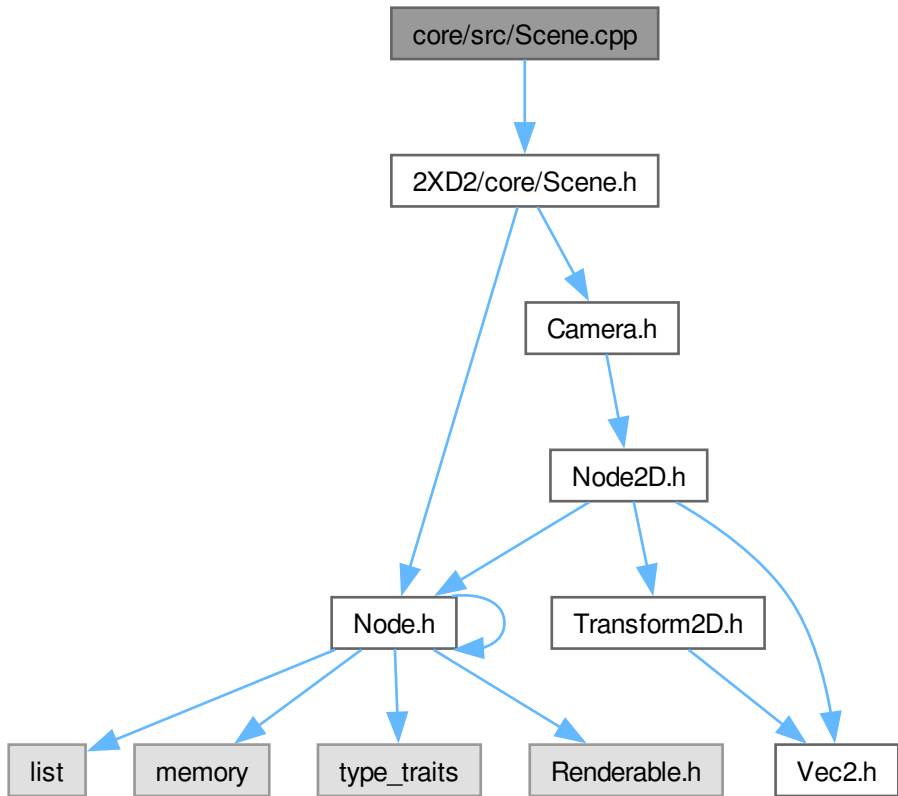 core/src/Scene.cpp
2XD2/core/Scene.h
Camera.h
Node2D.h
Node.h
Transform2D.h
list
memory
type_traits
Renderable.h
Vec2.h